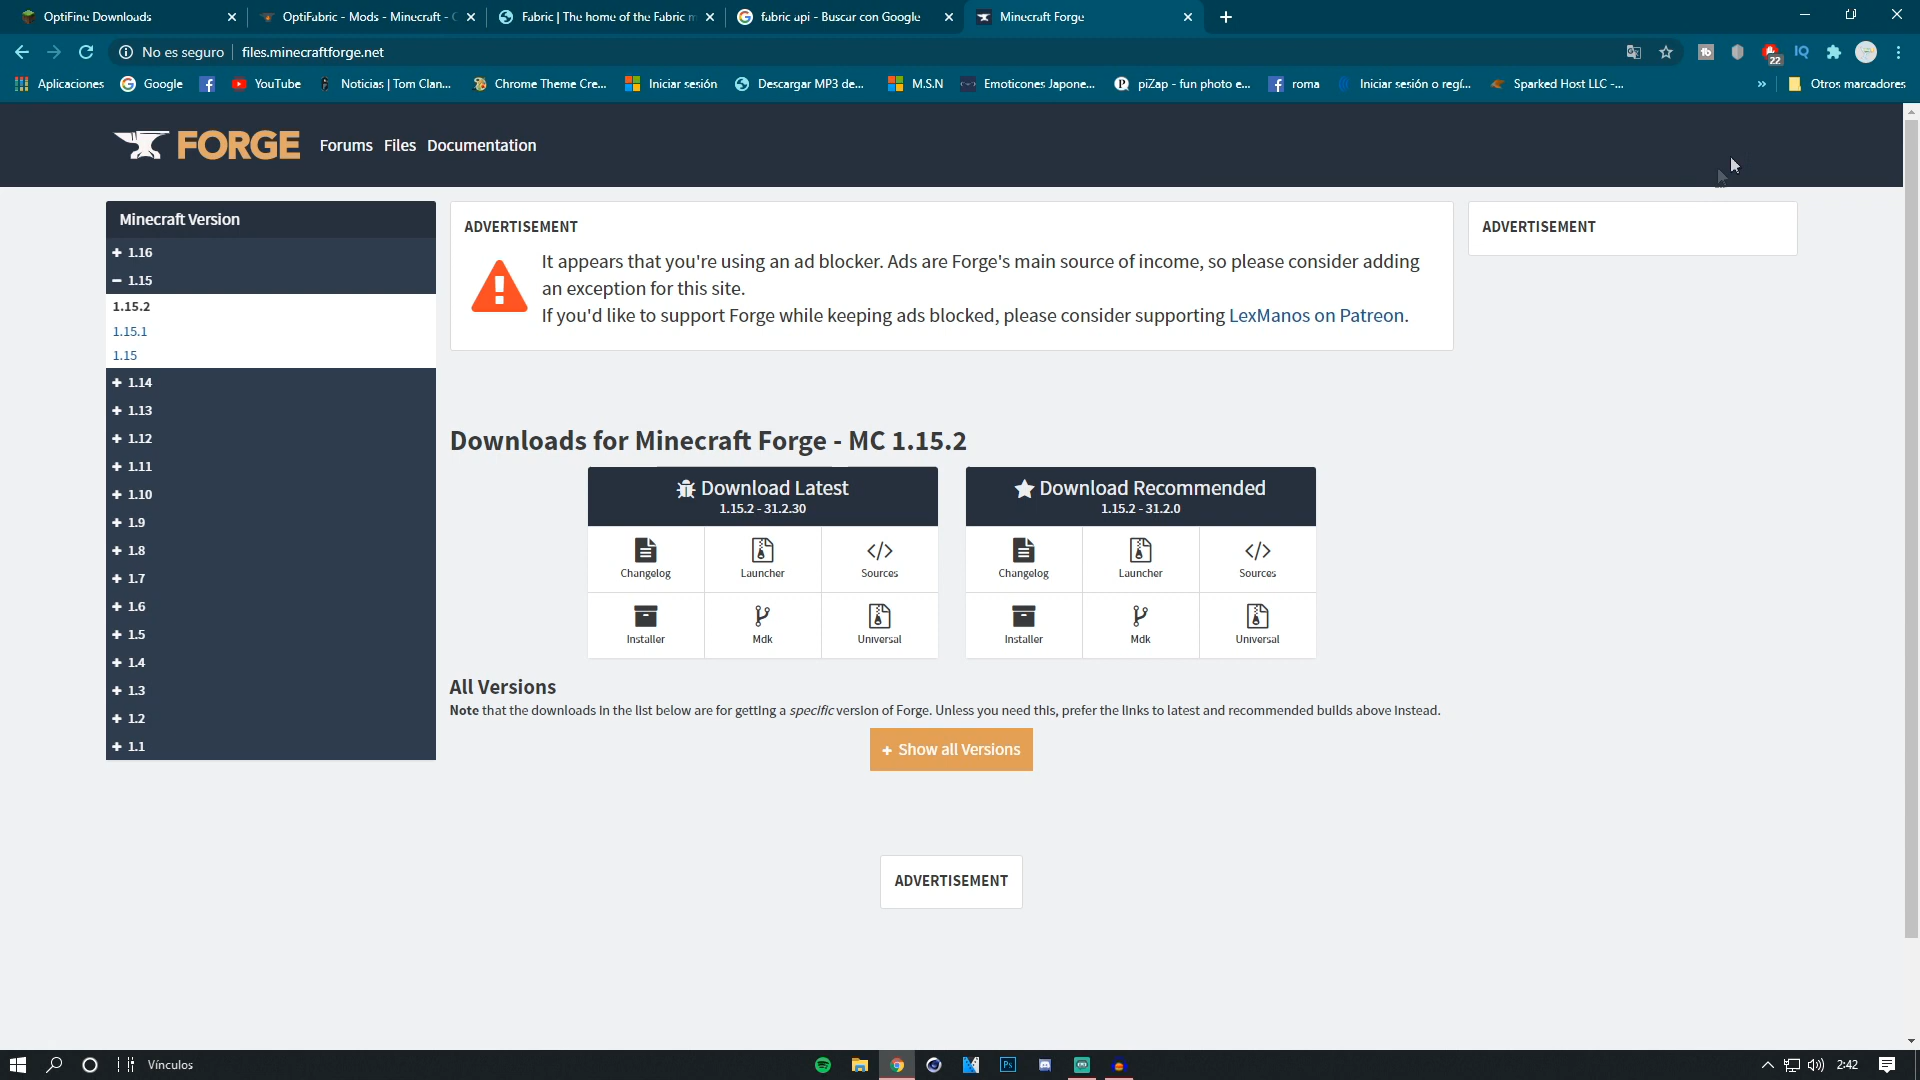 OptiFine Downloads
OptiFabric - Mods - Minecraft - C
Fabric | The home of the Fabric m
fabric api - Buscar con Google
Minecraft Forge
No es seguro
files.minecraftforge.net
22
Aplicaciones
Google
YouTube
Noticias | Tom Clan...
Chrome Theme Cre...
Iniciar sesión
Descargar MP3 de...
M.S.N
Emoticones Japone...
piZap - fun photo e...
roma
Iniciar sesión o regí...
Sparked Host LLC -...
»
Otros marcadores
FORGE
Forums
Files
Documentation
Minecraft Version
1.16
1.15
1.15.2
1.15.1
1.15
1.14
1.13
1.12
1.11
1.10
1.9
1.8
1.7
1.6
1.5
1.4
1.3
1.2
1.1
ADVERTISEMENT
It appears that you're using an ad blocker. Ads are Forge's main source of income, so please consider adding
an exception for this site.
If you'd like to support Forge while keeping ads blocked, please consider supporting LexManos on Patreon.
ADVERTISEMENT
Downloads for Minecraft Forge - MC 1.15.2
Download Latest
1.15.2 - 31.2.30
Changelog
Launcher
Sources
Installer
Mdk
Universal
Download Recommended
1.15.2 - 31.2.0
Changelog
Launcher
Sources
Installer
Mdk
Universal
All Versions
Note that the downloads in the list below are for getting a specific version of Forge. Unless you need this, prefer the links to latest and recommended builds above instead.
+ Show all Versions
ADVERTISEMENT
Vínculos
Ps
2:42